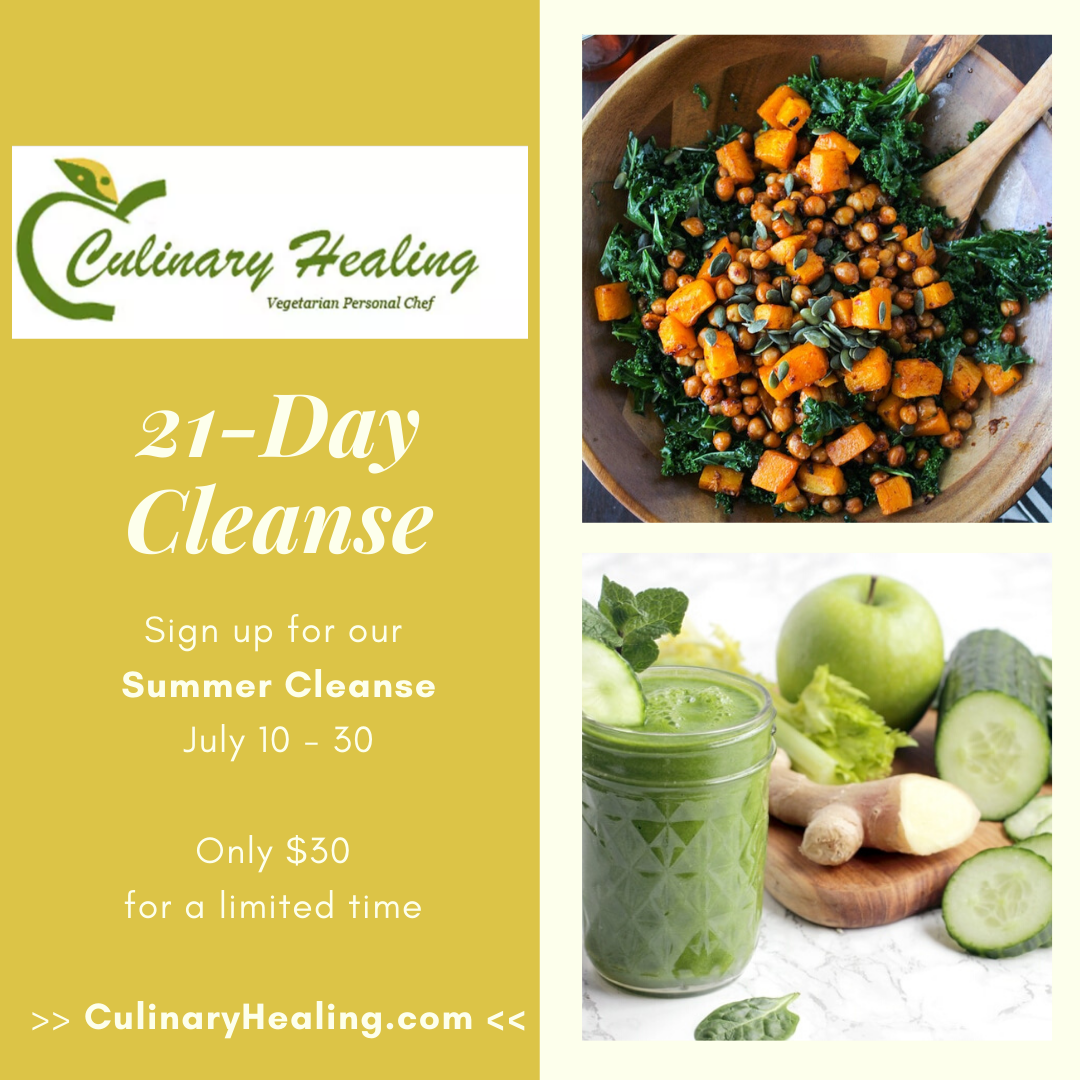 Culinary Healing
Vegetarian Personal Chef
21-Day
Cleanse
Sign up for our
Summer Cleanse
July 10 - 30
Only $30
for a limited time
>> CulinaryHealing.com <<